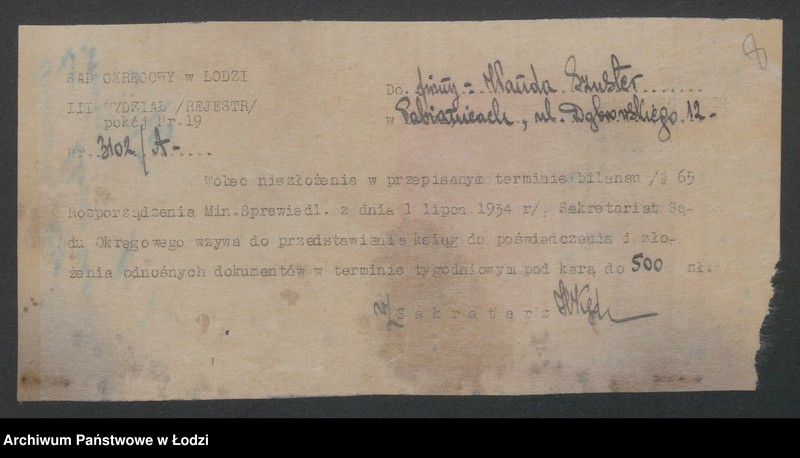 8
SĄD OKRĘGOWY w ŁODZI
III WYDZIAŁ /REJESTR/
pokój Nr.19
Nr. 3102/A-.....
Do firmy - Wanda Szuster.......
w Pabianicach, ul. Dąbrowskiego 12-
Wobec niezłożenia w przepisanym terminie bilansu /§ 65
Rozporządzenia Min.Sprawiedl. z dnia 1 lipca 1934 r/, Sekretariat Są-
du Okręgowego wzywa do przedstawienia ksiąg do poświadczenia i zło-
żenia odnośnych dokumentów w terminie tygodniowym pod karą do 500 zł.
Sekretarz
Archiwum Państwowe w Łodzi